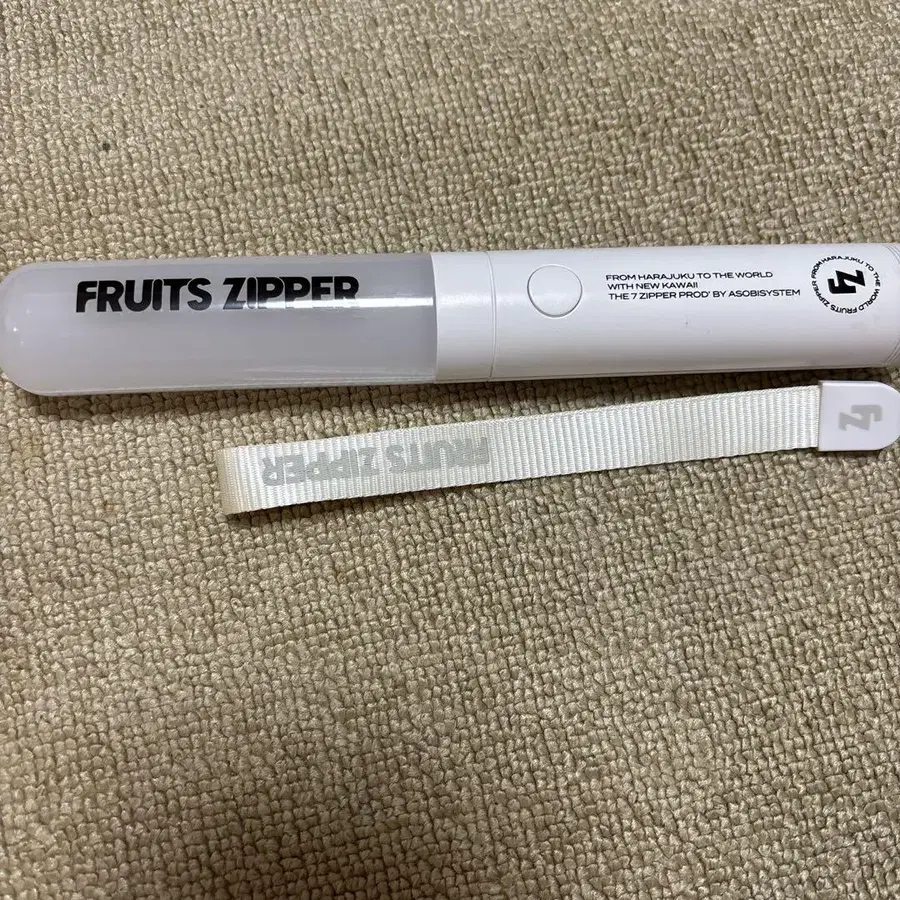 FRUITS ZIPPER
FROM HARAJUKU TO THE WORLD
WITH NEW KAWAII
THE 7 ZIPPER PROD' BY ASOBISYSTEM
FROM HARAJUKU TO THE WORLD FRUITS ZIPPER
FRUITS ZIPPER